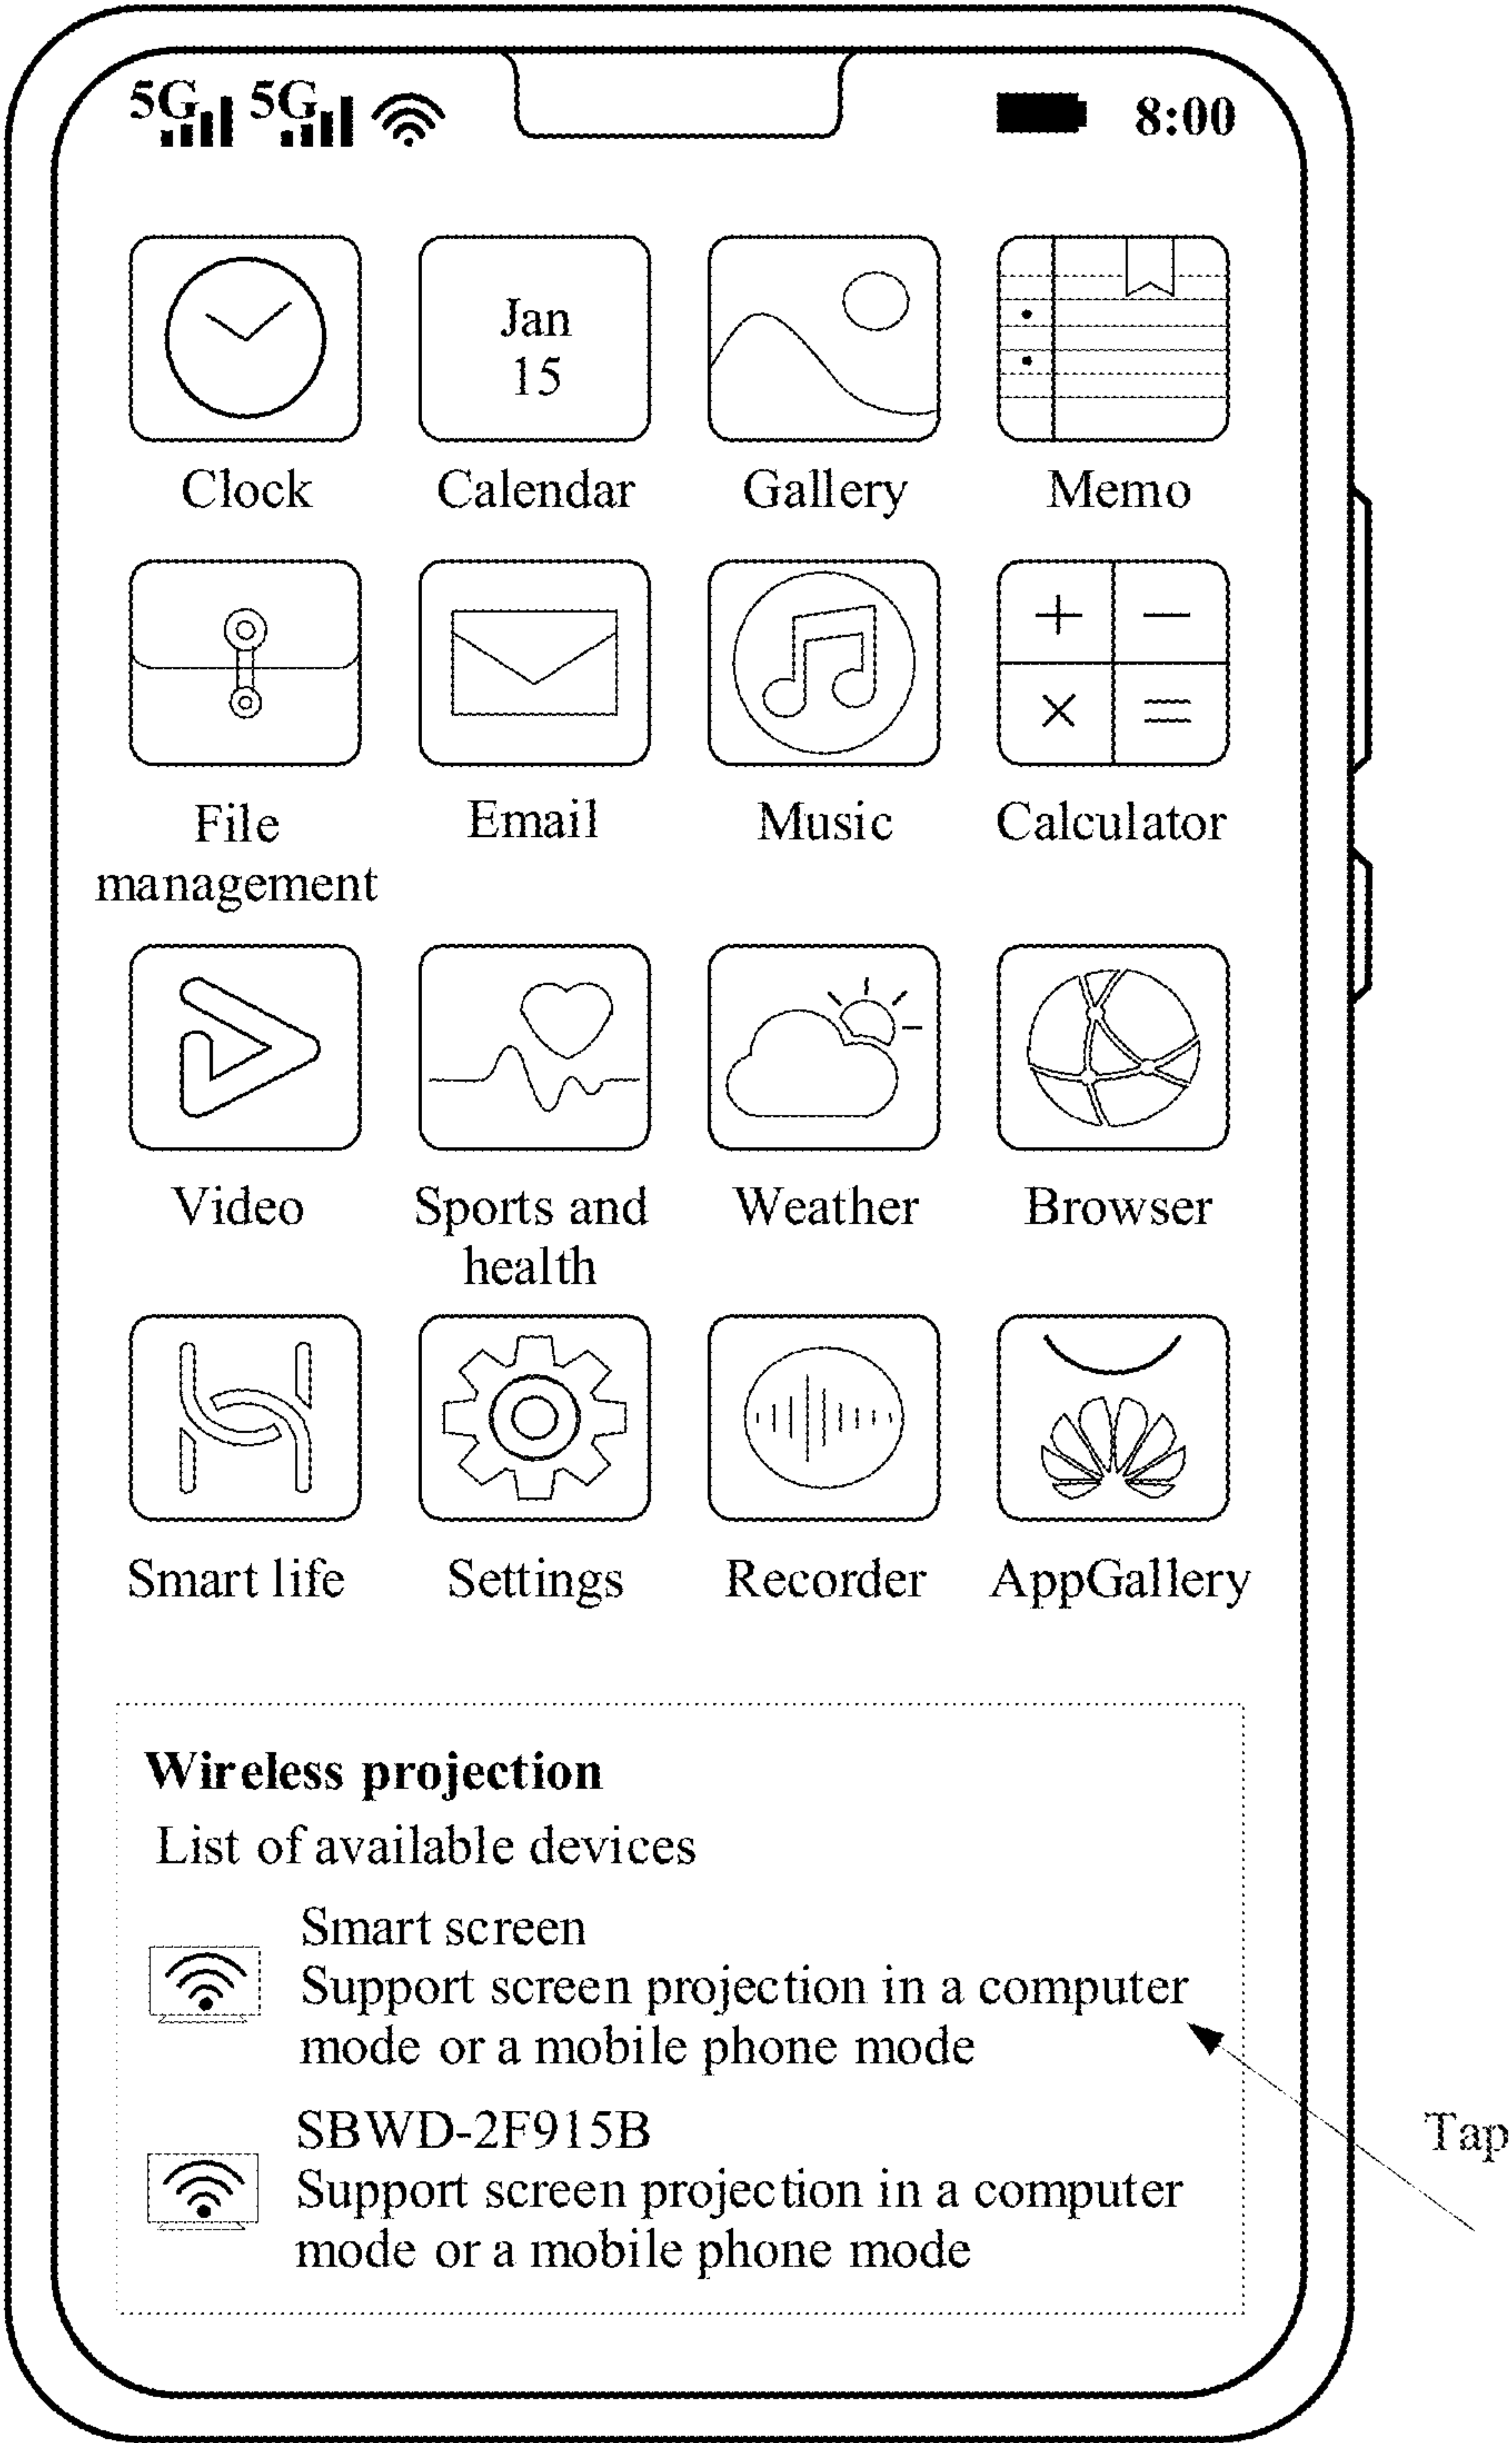 5G 5G 8:00
Jan
15
Clock Calendar Gallery Memo
+ −
× =
File
management Email Music Calculator
Video Sports and
health Weather Browser
Smart life Settings Recorder AppGallery
Wireless projection
List of available devices
Smart screen
Support screen projection in a computer
mode or a mobile phone mode
Tap
SBWD-2F915B
Support screen projection in a computer
mode or a mobile phone mode